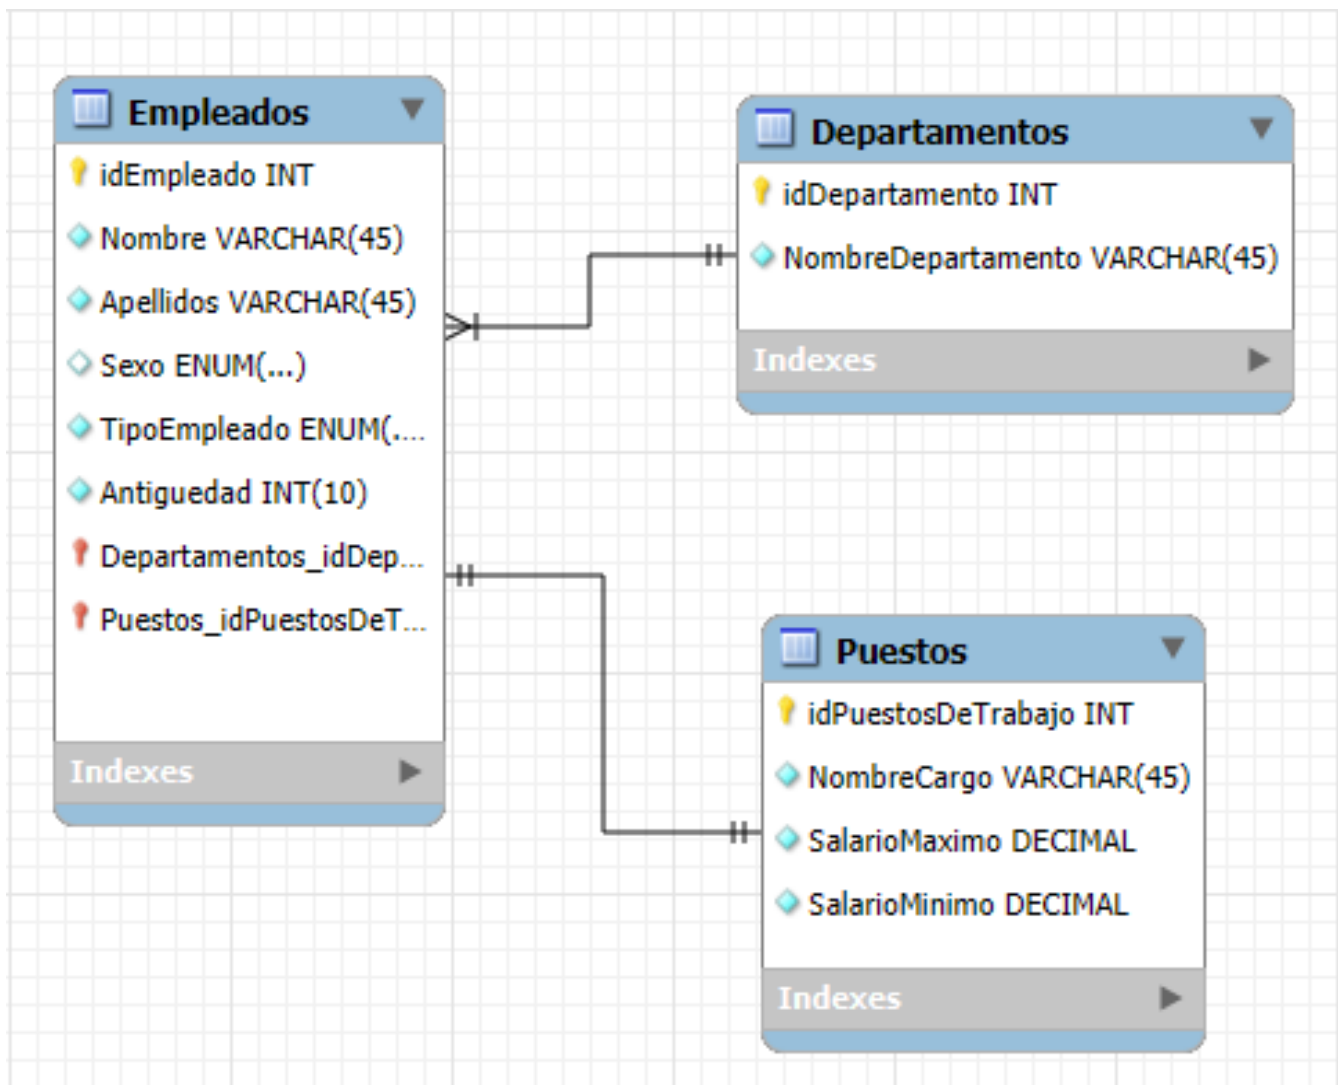 Empleados
idEmpleado INT
Nombre VARCHAR(45)
Apellidos VARCHAR(45)
Sexo ENUM(...)
TipoEmpleado ENUM(....
Antiguedad INT(10)
Departamentos_idDep...
Puestos_idPuestosDeT...
Indexes
Departamentos
idDepartamento INT
NombreDepartamento VARCHAR(45)
Indexes
Puestos
idPuestosDeTrabajo INT
NombreCargo VARCHAR(45)
SalarioMaximo DECIMAL
SalarioMinimo DECIMAL
Indexes